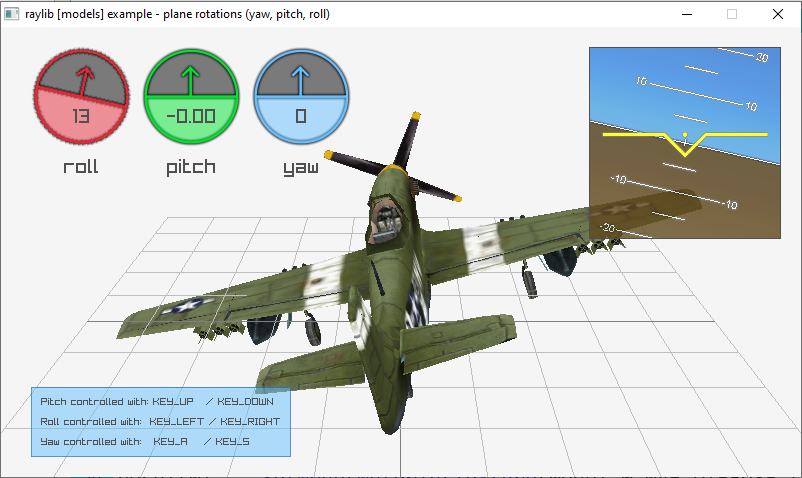 raylib [models] example - plane rotations (yaw, pitch, roll)
13
-0.00
0
roll
pitch
yaw
20
10
10
-10
-10
-20
Pitch controlled with: KEY_UP / KEY_DOWN
Roll controlled with: KEY_LEFT / KEY_RIGHT
Yaw controlled with: KEY_A / KEY_S